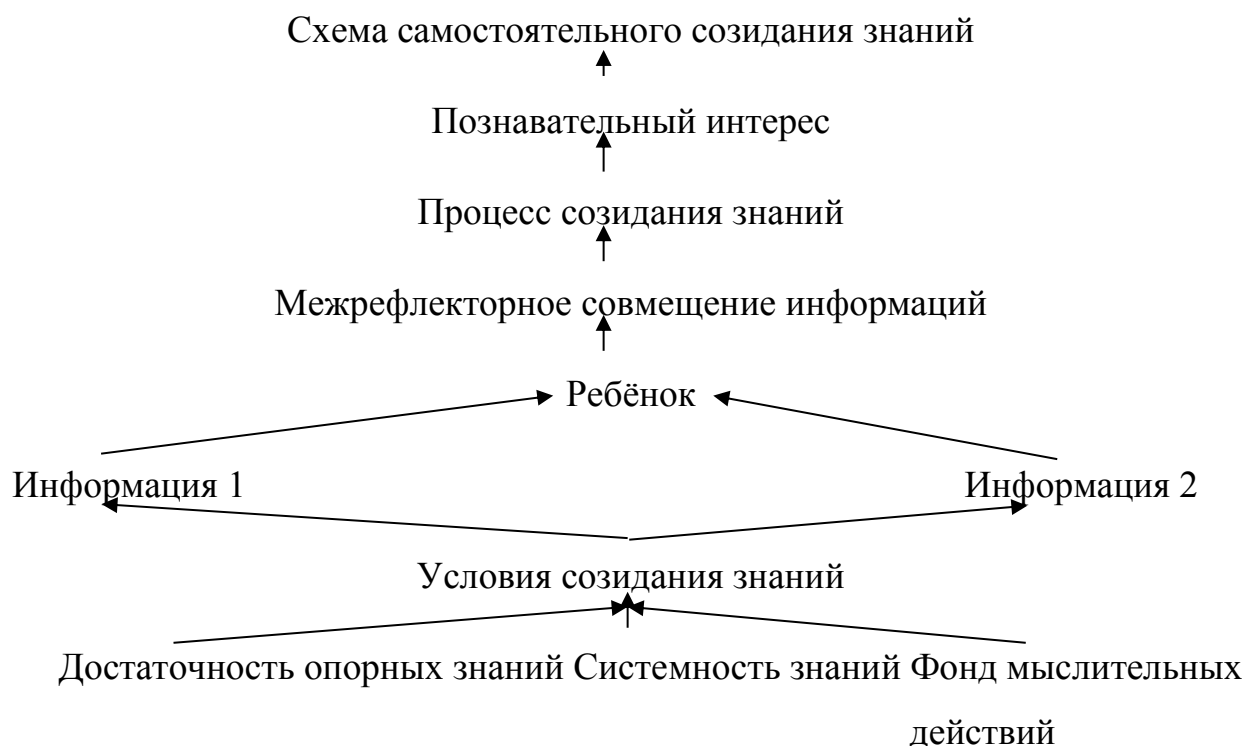 Схема самостоятельного созидания знаний
Познавательный интерес
Процесс созидания знаний
Межрефлекторное совмещение информаций
Ребёнок
Информация 1 Информация 2
Условия созидания знаний
Достаточность опорных знаний Системность знаний Фонд мыслительных
действий